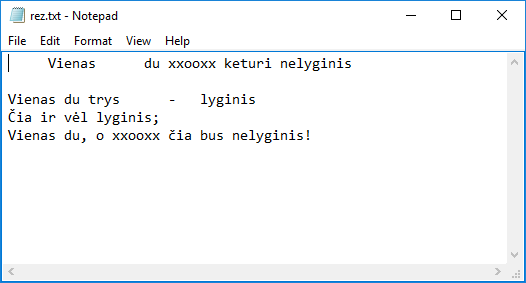 rez.txt - Notepad
File Edit Format View Help
     Vienas      du xxooxx keturi nelyginis

Vienas du trys      -   lyginis
Čia ir vėl lyginis;
Vienas du, o xxooxx čia bus nelyginis!